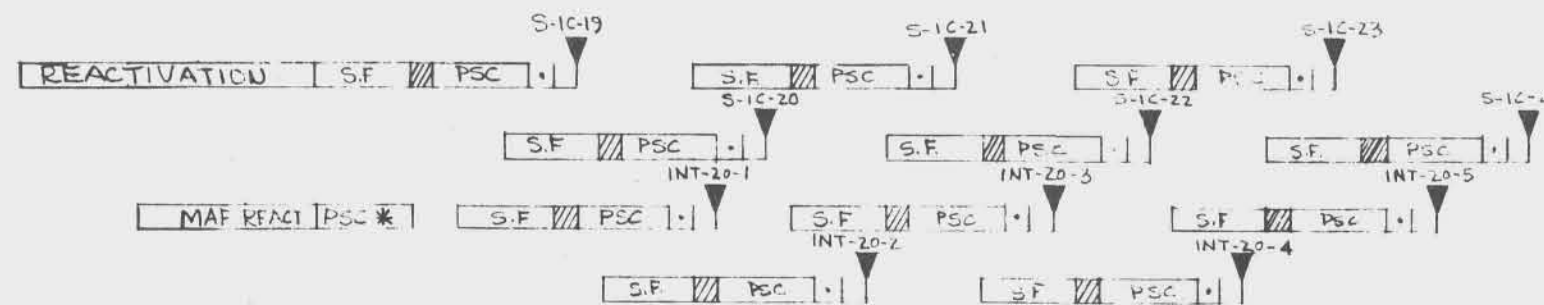 S-IC-19 S-IC-21 S-IC-23
REACTIVATION S.F PSC S.F. PSC S.F PSC
S-IC-20 S-IC-22 S-IC-
S.F PSC S.F. PSC S.F. PSC
INT-20-1 INT-20-3 INT-20-5
MAF REACT PSC * S.F PSC S.F PSC S.F PSC
INT-20-2 INT-20-4
S.F. PSC S.F PSC